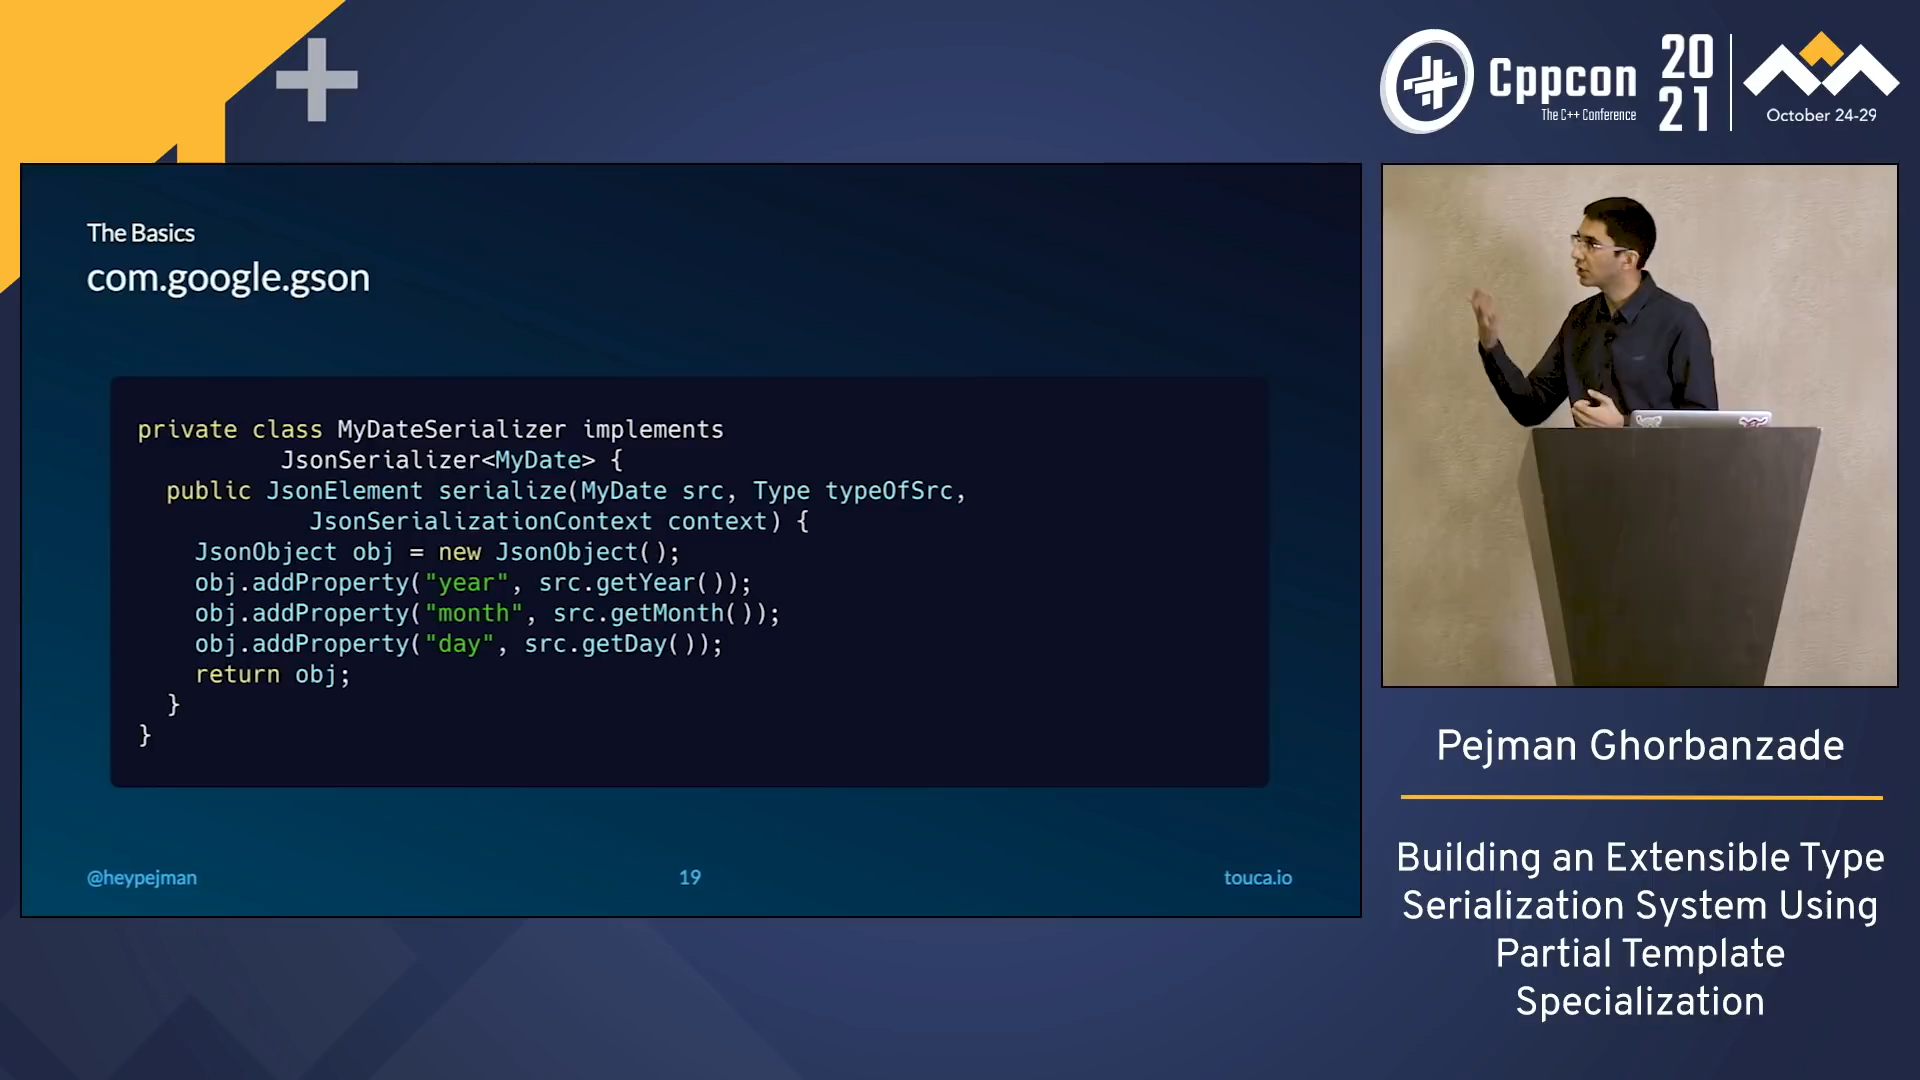 Cppcon
The C++ Conference
20
21
October 24-29
The Basics
com.google.gson
private class MyDateSerializer implements
          JsonSerializer<MyDate> {
  public JsonElement serialize(MyDate src, Type typeOfSrc,
            JsonSerializationContext context) {
    JsonObject obj = new JsonObject();
    obj.addProperty("year", src.getYear());
    obj.addProperty("month", src.getMonth());
    obj.addProperty("day", src.getDay());
    return obj;
  }
}
@heypejman
19
touca.io
Pejman Ghorbanzade
Building an Extensible Type
Serialization System Using
Partial Template
Specialization